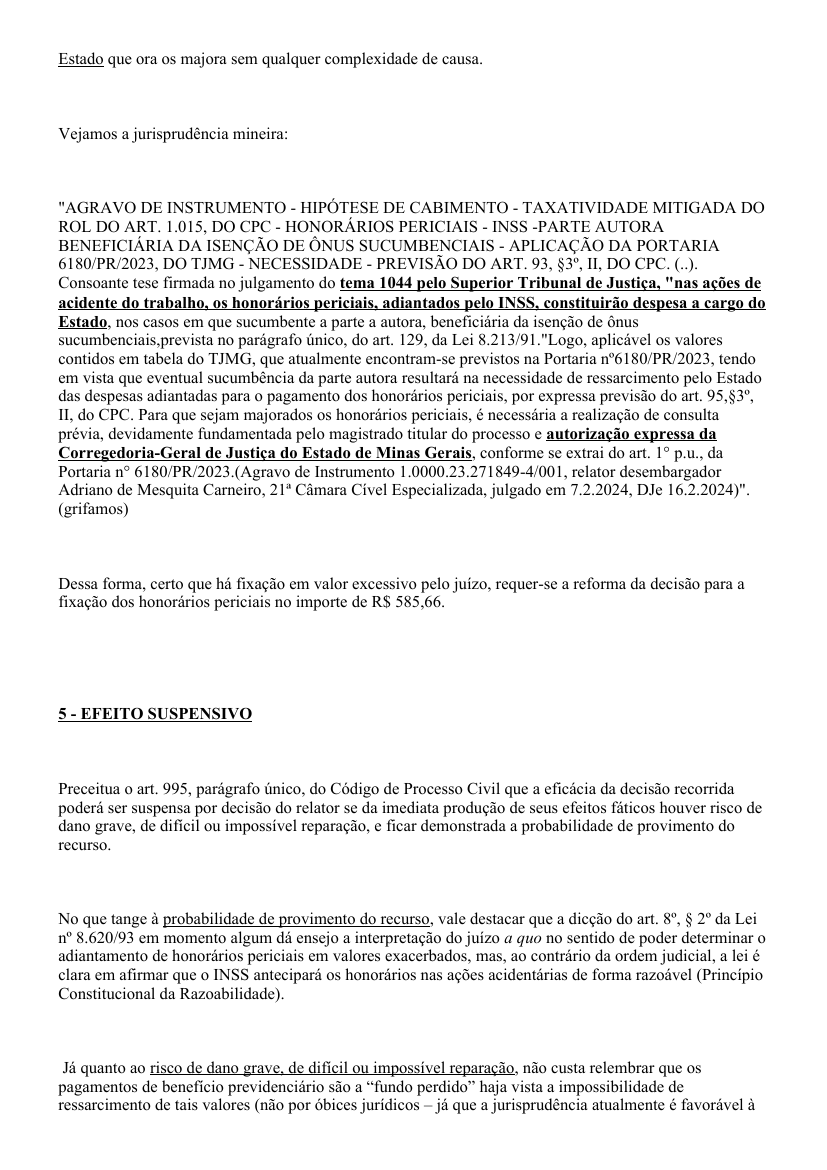 Estado que ora os majora sem qualquer complexidade de causa.
Vejamos a jurisprudência mineira:
"AGRAVO DE INSTRUMENTO - HIPÓTESE DE CABIMENTO - TAXATIVIDADE MITIGADA DO
ROL DO ART. 1.015, DO CPC - HONORÁRIOS PERICIAIS - INSS -PARTE AUTORA
BENEFICIÁRIA DA ISENÇÃO DE ÔNUS SUCUMBENCIAIS - APLICAÇÃO DA PORTARIA
6180/PR/2023, DO TJMG - NECESSIDADE - PREVISÃO DO ART. 93, §3º, II, DO CPC. (..).
Consoante tese firmada no julgamento do tema 1044 pelo Superior Tribunal de Justiça, "nas ações de
acidente do trabalho, os honorários periciais, adiantados pelo INSS, constituirão despesa a cargo do
Estado, nos casos em que sucumbente a parte a autora, beneficiária da isenção de ônus
sucumbenciais,prevista no parágrafo único, do art. 129, da Lei 8.213/91."Logo, aplicável os valores
contidos em tabela do TJMG, que atualmente encontram-se previstos na Portaria nº6180/PR/2023, tendo
em vista que eventual sucumbência da parte autora resultará na necessidade de ressarcimento pelo Estado
das despesas adiantadas para o pagamento dos honorários periciais, por expressa previsão do art. 95,§3º,
II, do CPC. Para que sejam majorados os honorários periciais, é necessária a realização de consulta
prévia, devidamente fundamentada pelo magistrado titular do processo e autorização expressa da
Corregedoria-Geral de Justiça do Estado de Minas Gerais, conforme se extrai do art. 1° p.u., da
Portaria n° 6180/PR/2023.(Agravo de Instrumento 1.0000.23.271849-4/001, relator desembargador
Adriano de Mesquita Carneiro, 21ª Câmara Cível Especializada, julgado em 7.2.2024, DJe 16.2.2024)".
(grifamos)
Dessa forma, certo que há fixação em valor excessivo pelo juízo, requer-se a reforma da decisão para a
fixação dos honorários periciais no importe de R$ 585,66.
5 - EFEITO SUSPENSIVO
Preceitua o art. 995, parágrafo único, do Código de Processo Civil que a eficácia da decisão recorrida
poderá ser suspensa por decisão do relator se da imediata produção de seus efeitos fáticos houver risco de
dano grave, de difícil ou impossível reparação, e ficar demonstrada a probabilidade de provimento do
recurso.
No que tange à probabilidade de provimento do recurso, vale destacar que a dicção do art. 8º, § 2º da Lei
nº 8.620/93 em momento algum dá ensejo a interpretação do juízo a quo no sentido de poder determinar o
adiantamento de honorários periciais em valores exacerbados, mas, ao contrário da ordem judicial, a lei é
clara em afirmar que o INSS antecipará os honorários nas ações acidentárias de forma razoável (Princípio
Constitucional da Razoabilidade).
Já quanto ao risco de dano grave, de difícil ou impossível reparação, não custa relembrar que os
pagamentos de benefício previdenciário são a “fundo perdido” haja vista a impossibilidade de
ressarcimento de tais valores (não por óbices jurídicos – já que a jurisprudência atualmente é favorável à